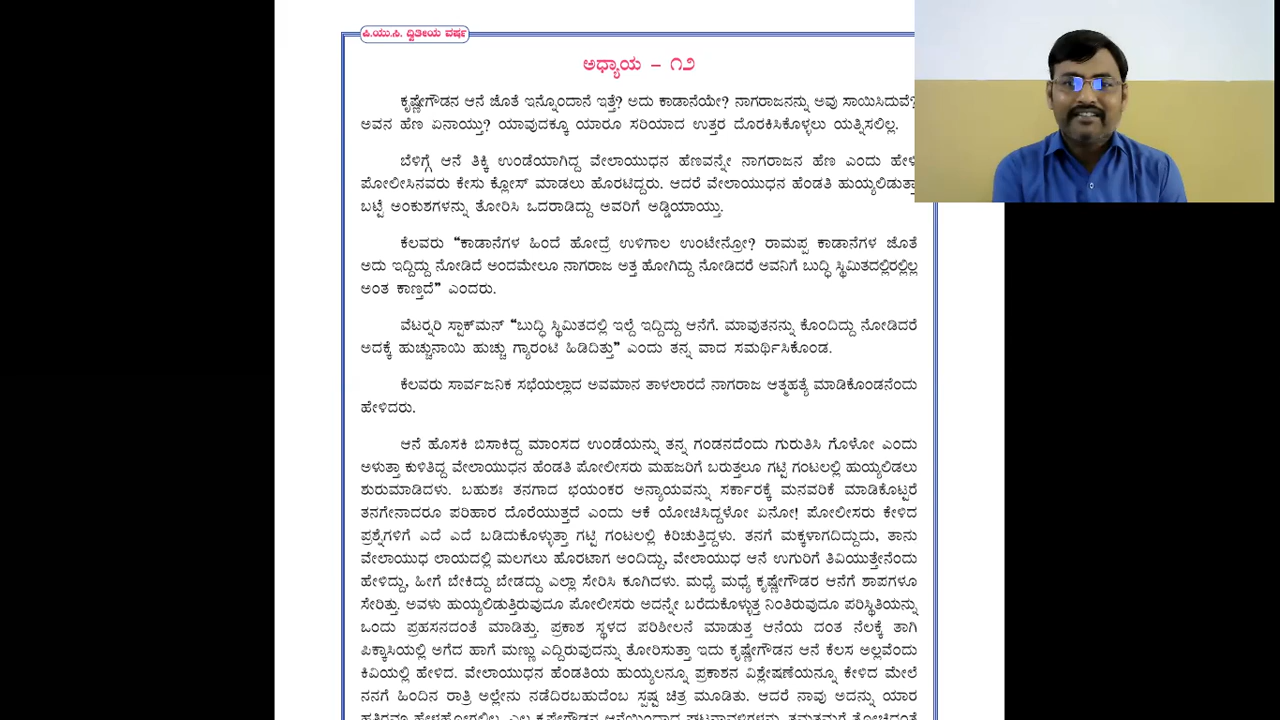 ಪಿ.ಯು.ಸಿ. ದ್ವಿತೀಯ ವರ್ಷ
ಅಧ್ಯಾಯ – ೧೨
ಕೃಷ್ಣೇಗೌಡನ ಆನೆ ಜೊತೆ ಇನ್ನೊಂದಾನೆ ಇತ್ತೆ? ಅದು ಕಾಡಾನೆಯೇ? ನಾಗರಾಜನನ್ನು ಅವು ಸಾಯಿಸಿದುವೆ?
ಅವನ ಹೆಣ ಏನಾಯ್ತು? ಯಾವುದಕ್ಕೂ ಯಾರೂ ಸರಿಯಾದ ಉತ್ತರ ದೊರಕಿಸಿಕೊಳ್ಳಲು ಯತ್ನಿಸಲಿಲ್ಲ.
ಬೆಳಿಗ್ಗೆ ಆನೆ ತಿಕ್ಕಿ ಉಂಡೆಯಾಗಿದ್ದ ವೇಲಾಯುಧನ ಹೆಣವನ್ನೇ ನಾಗರಾಜನ ಹೆಣ ಎಂದು ಹೇಳಿ
ಪೋಲೀಸಿನವರು ಕೇಸು ಕ್ಲೋಸ್ ಮಾಡಲು ಹೊರಟಿದ್ದರು. ಆದರೆ ವೇಲಾಯುಧನ ಹೆಂಡತಿ ಹುಯ್ಯಲಿಡುತ್ತಾ
ಬಟ್ಟೆ ಅಂಕುಶಗಳನ್ನು ತೋರಿಸಿ ಒದರಾಡಿದ್ದು ಅವರಿಗೆ ಅಡ್ಡಿಯಾಯ್ತು.
ಕೆಲವರು “ಕಾಡಾನೆಗಳ ಹಿಂದೆ ಹೋದ್ರೆ ಉಳಿಗಾಲ ಉಂಟೇನ್ರೋ? ರಾಮಪ್ಪ ಕಾಡಾನೆಗಳ ಜೊತೆ
ಅದು ಇದ್ದಿದ್ದು ನೋಡಿದೆ ಅಂದಮೇಲೂ ನಾಗರಾಜ ಅತ್ತ ಹೋಗಿದ್ದು ನೋಡಿದರೆ ಅವನಿಗೆ ಬುದ್ಧಿ ಸ್ಥಿಮಿತದಲ್ಲಿರಲ್ಲಿಲ್ಲ
ಅಂತ ಕಾಣ್ತದೆ” ಎಂದರು.
ವೆಟರ್‍ನರಿ ಸ್ಪಾಕ್‌ಮನ್ “ಬುದ್ಧಿ ಸ್ಥಿಮಿತದಲ್ಲಿ ಇಲ್ದೆ ಇದ್ದಿದ್ದು ಆನೆಗೆ. ಮಾವುತನನ್ನು ಕೊಂದಿದ್ದು ನೋಡಿದರೆ
ಅದಕ್ಕೆ ಹುಚ್ಚುನಾಯಿ ಹುಚ್ಚು ಗ್ಯಾರಂಟಿ ಹಿಡಿದಿತ್ತು” ಎಂದು ತನ್ನ ವಾದ ಸಮರ್ಥಿಸಿಕೊಂಡ.
ಕೆಲವರು ಸಾರ್ವಜನಿಕ ಸಭೆಯಲ್ಲಾದ ಅವಮಾನ ತಾಳಲಾರದೆ ನಾಗರಾಜ ಆತ್ಮಹತ್ಯೆ ಮಾಡಿಕೊಂಡನೆಂದು
ಹೇಳಿದರು.
ಆನೆ ಹೊಸಕಿ ಬಿಸಾಕಿದ್ದ ಮಾಂಸದ ಉಂಡೆಯನ್ನು ತನ್ನ ಗಂಡನದೆಂದು ಗುರುತಿಸಿ ಗೊಳೋ ಎಂದು
ಅಳುತ್ತಾ ಕುಳಿತಿದ್ದ ವೇಲಾಯುಧನ ಹೆಂಡತಿ ಪೋಲೀಸರು ಮಹಜರಿಗೆ ಬರುತ್ತಲೂ ಗಟ್ಟಿ ಗಂಟಲಲ್ಲಿ ಹುಯ್ಯಲಿಡಲು
ಶುರುಮಾಡಿದಳು. ಬಹುಶಃ ತನಗಾದ ಭಯಂಕರ ಅನ್ಯಾಯವನ್ನು ಸರ್ಕಾರಕ್ಕೆ ಮನವರಿಕೆ ಮಾಡಿಕೊಟ್ಟರೆ
ತನಗೇನಾದರೂ ಪರಿಹಾರ ದೊರೆಯುತ್ತದೆ ಎಂದು ಆಕೆ ಯೋಚಿಸಿದ್ದಳೋ ಏನೋ! ಪೋಲೀಸರು ಕೇಳಿದ
ಪ್ರಶ್ನೆಗಳಿಗೆ ಎದೆ ಎದೆ ಬಡಿದುಕೊಳ್ಳುತ್ತಾ ಗಟ್ಟಿ ಗಂಟಲಲ್ಲಿ ಕಿರಿಚುತ್ತಿದ್ದಳು. ತನಗೆ ಮಕ್ಕಳಾಗದಿದ್ದುದು, ತಾನು
ವೇಲಾಯುಧ ಲಾಯದಲ್ಲಿ ಮಲಗಲು ಹೊರಟಾಗ ಅಂದಿದ್ದು, ವೇಲಾಯುಧ ಆನೆ ಉಗುರಿಗೆ ತಿವಿಯುತ್ತೇನೆಂದು
ಹೇಳಿದ್ದು, ಹೀಗೆ ಬೇಕಿದ್ದು ಬೇಡದ್ದು ಎಲ್ಲಾ ಸೇರಿಸಿ ಕೂಗಿದಳು. ಮಧ್ಯೆ ಮಧ್ಯೆ ಕೃಷ್ಣೇಗೌಡರ ಆನೆಗೆ ಶಾಪಗಳೂ
ಸೇರಿತ್ತು. ಅವಳು ಹುಯ್ಯಲಿಡುತ್ತಿರುವುದೂ ಪೋಲೀಸರು ಅದನ್ನೇ ಬರೆದುಕೊಳ್ಳುತ್ತ ನಿಂತಿರುವುದೂ ಪರಿಸ್ಥಿತಿಯನ್ನು
ಒಂದು ಪ್ರಹಸನದಂತೆ ಮಾಡಿತ್ತು. ಪ್ರಕಾಶ ಸ್ಥಳದ ಪರಿಶೀಲನೆ ಮಾಡುತ್ತ ಆನೆಯ ದಂತ ನೆಲಕ್ಕೆ ತಾಗಿ
ಪಿಕ್ಕಾಸಿಯಲ್ಲಿ ಅಗೆದ ಹಾಗೆ ಮಣ್ಣು ಎದ್ದಿರುವುದನ್ನು ತೋರಿಸುತ್ತಾ ಇದು ಕೃಷ್ಣೇಗೌಡನ ಆನೆ ಕೆಲಸ ಅಲ್ಲವೆಂದು
ಕಿವಿಯಲ್ಲಿ ಹೇಳಿದ. ವೇಲಾಯುಧನ ಹೆಂಡತಿಯ ಹುಯ್ಯಲನ್ನೂ ಪ್ರಕಾಶನ ವಿಶ್ಲೇಷಣೆಯನ್ನೂ ಕೇಳಿದ ಮೇಲೆ
ನನಗೆ ಹಿಂದಿನ ರಾತ್ರಿ ಅಲ್ಲೇನು ನಡೆದಿರಬಹುದೆಂಬ ಸ್ಪಷ್ಟ ಚಿತ್ರ ಮೂಡಿತು. ಆದರೆ ನಾವು ಅದನ್ನು ಯಾರ